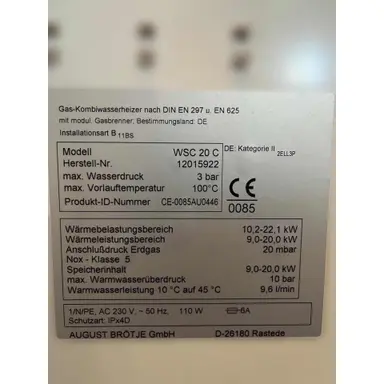 Gas-Kombiwasserheizer nach DIN EN 297 u. EN 625
mit modul. Gasbrenner, Bestimmungsland: DE
Installationsart B 11BS
DE: Kategorie II 2ELL3P
Modell WSC 20 C
Herstell-Nr. 12015922
max. Wasserdruck 3 bar
max. Vorlauftemperatur 100°C
Produkt-ID-Nummer CE-0085AU0446
CE
0085
Wärmebelastungsbereich 10,2-22,1 kW
Wärmeleistungsbereich 9,0-20,0 kW
Anschlußdruck Erdgas 20 mbar
Nox - Klasse 5
Speicherinhalt 9,0-20,0 kW
max. Warmwasserüberdruck 10 bar
Warmwasserleistung 10 °C auf 45 °C 9,6 l/min
1/N/PE, AC 230 V, ~ 50 Hz, 110 W 6A
Schutzart: IPx4D
AUGUST BRÖTJE GmbH D-26180 Rastede